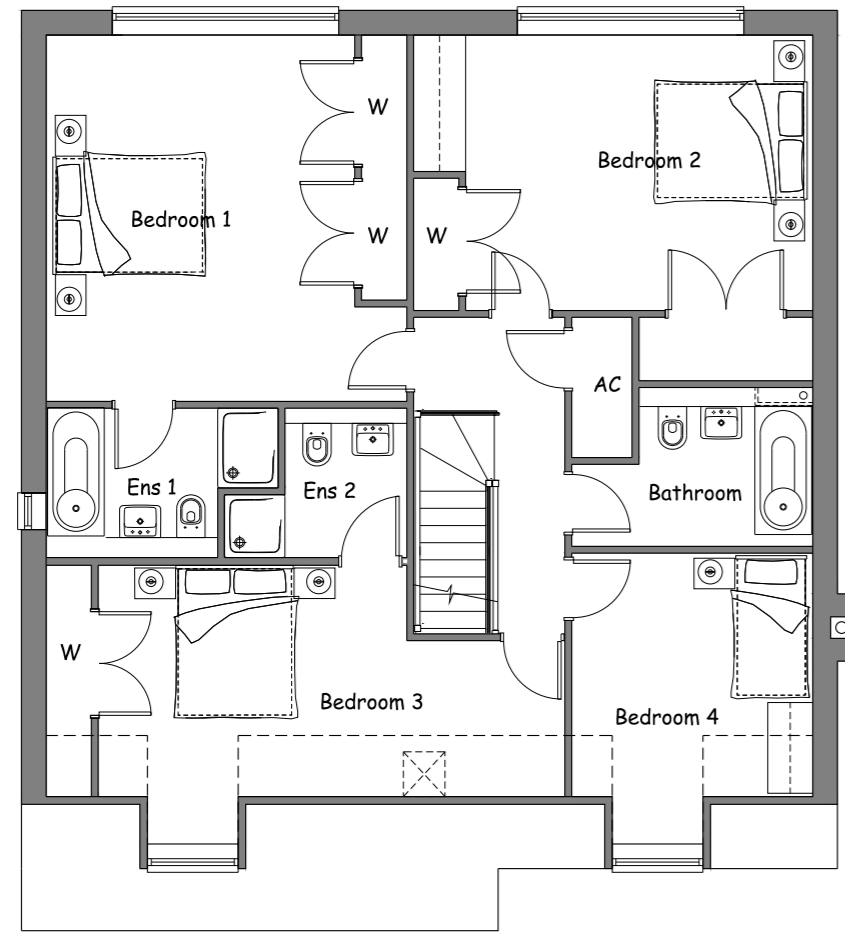 W
Bedroom 2
Bedroom 1
W
W
AC
Ens 1
Ens 2
Bathroom
W
Bedroom 3
Bedroom 4